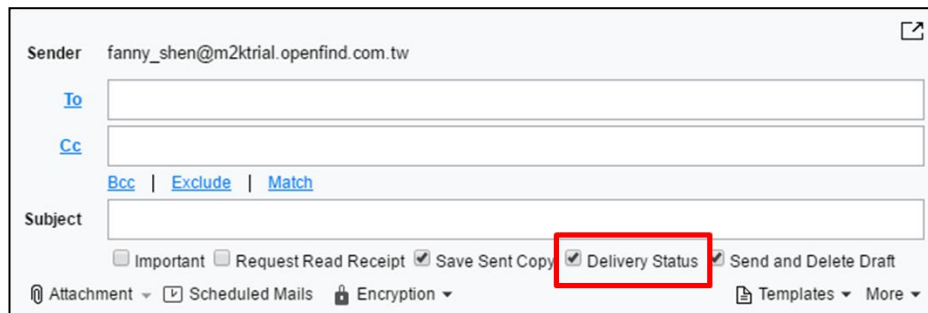 Sender fanny_shen@m2ktrial.openfind.com.tw
To
Cc
Bcc | Exclude | Match
Subject
Important Request Read Receipt Save Sent Copy Delivery Status Send and Delete Draft
Attachment Scheduled Mails Encryption Templates More